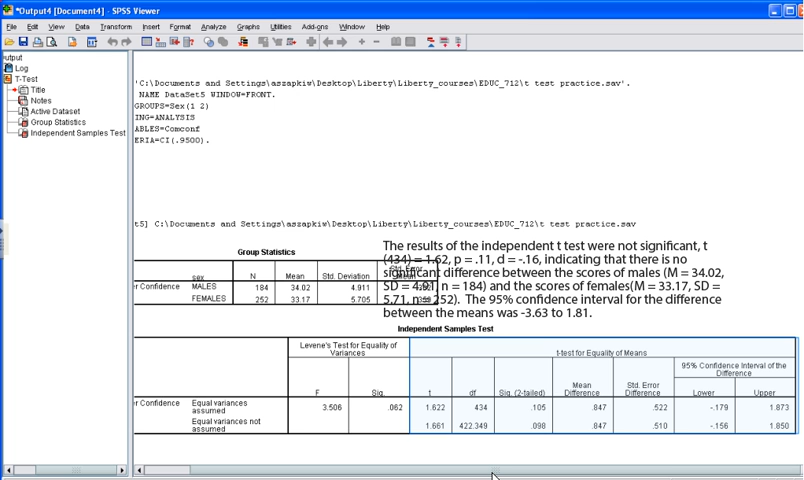 *Output4 [Document4] - SPSS Viewer
File Edit View Data Transform Insert Format Analyze Graphs Utilities Add-ons Window Help
utput
Log
T-Test
Title
Notes
Active Dataset
Group Statistics
Independent Samples Test
'C:\Documents and Settings\aszapkiw\Desktop\Liberty\Liberty_courses\EDUC_712\t test practice.sav'.
NAME DataSet5 WINDOW=FRONT.
GROUPS=Sex(1 2)
ING=ANALYSIS
ABLES=Comconf
ERIA=CI(.9500).
t5] C:\Documents and Settings\aszapkiw\Desktop\Liberty\Liberty_courses\EDUC_712\t test practice.sav
The results of the independent t test were not significant, t
(434) = 1.62, p = .11, d = -.16, indicating that there is no
significant difference between the scores of males (M = 34.02,
SD = 4.91, n = 184) and the scores of females(M = 33.17, SD =
5.71, n = 252). The 95% confidence interval for the difference
between the means was -3.63 to 1.81.
Group Statistics
sex N Mean Std. Deviation Std. Error
r Confidence MALES 184 34.02 4.911
FEMALES 252 33.17 5.705
Independent Samples Test
Levene's Test for Equality of Variances t-test for Equality of Means
95% Confidence Interval of the Difference
F Sig. t df Sig. (2-tailed) Mean Difference Std. Error Difference Lower Upper
r Confidence Equal variances assumed 3.506 .062 1.622 434 .105 .847 .522 -.179 1.873
Equal variances not assumed 1.661 422.349 .098 .847 .510 -.156 1.850